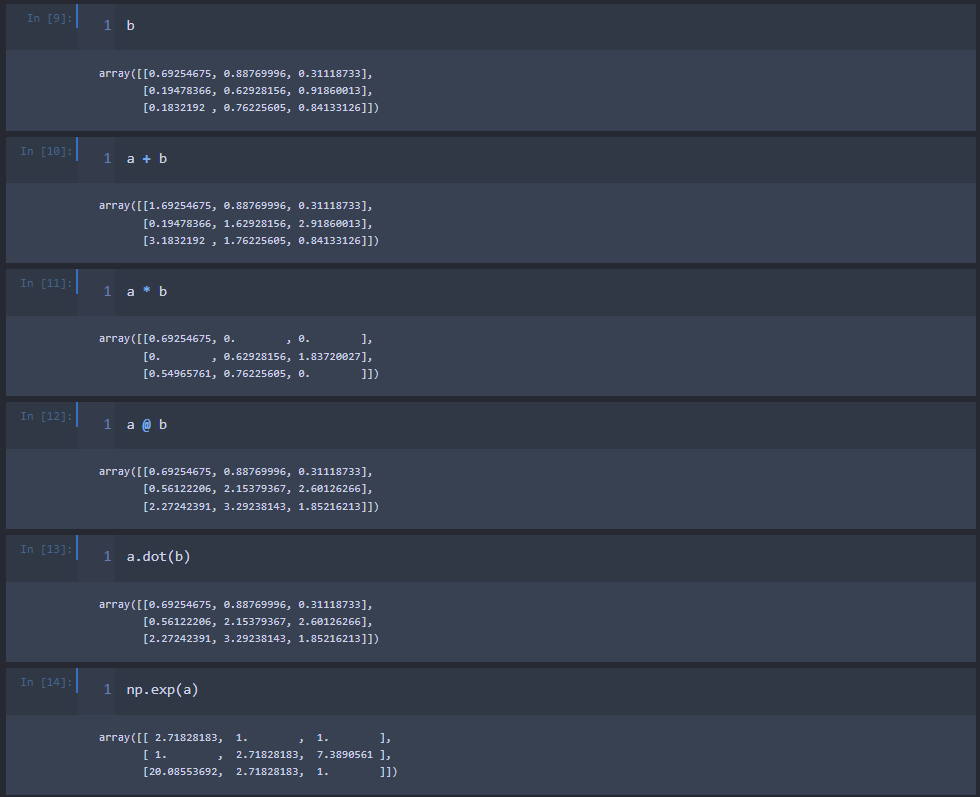 In [9]:
1 b
array([[0.69254675, 0.88769996, 0.31118733],
       [0.19478366, 0.62928156, 0.91860013],
       [0.1832192 , 0.76225605, 0.84133126]])
In [10]:
1 a + b
array([[1.69254675, 0.88769996, 0.31118733],
       [0.19478366, 1.62928156, 2.91860013],
       [3.1832192 , 1.76225605, 0.84133126]])
In [11]:
1 a * b
array([[0.69254675, 0.        , 0.        ],
       [0.        , 0.62928156, 1.83720027],
       [0.54965761, 0.76225605, 0.        ]])
In [12]:
1 a @ b
array([[0.69254675, 0.88769996, 0.31118733],
       [0.56122206, 2.15379367, 2.60126266],
       [2.27242391, 3.29238143, 1.85216213]])
In [13]:
1 a.dot(b)
array([[0.69254675, 0.88769996, 0.31118733],
       [0.56122206, 2.15379367, 2.60126266],
       [2.27242391, 3.29238143, 1.85216213]])
In [14]:
1 np.exp(a)
array([[ 2.71828183,  1.        ,  1.        ],
       [ 1.        ,  2.71828183,  7.3890561 ],
       [20.08553692,  2.71828183,  1.        ]])